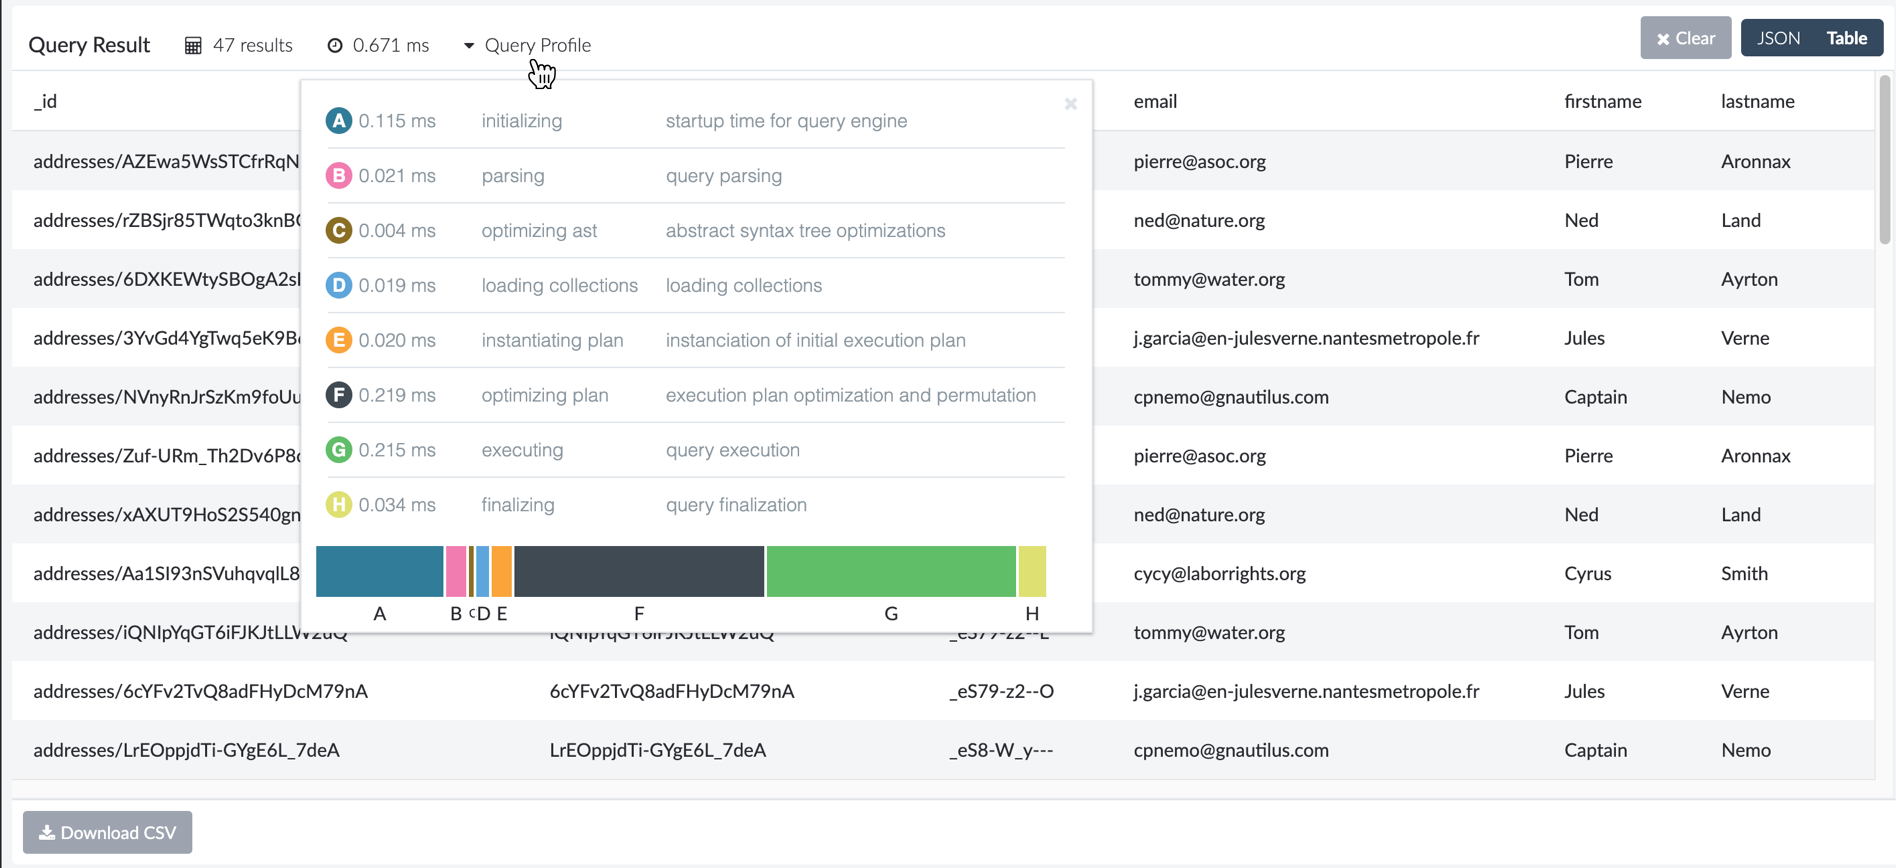 Query Result 47 results 0.671 ms Query Profile Clear JSON Table
_id email firstname lastname
A 0.115 ms initializing startup time for query engine
B 0.021 ms parsing query parsing
C 0.004 ms optimizing ast abstract syntax tree optimizations
D 0.019 ms loading collections loading collections
E 0.020 ms instantiating plan instanciation of initial execution plan
F 0.219 ms optimizing plan execution plan optimization and permutation
G 0.215 ms executing query execution
H 0.034 ms finalizing query finalization
A B C D E F G H
addresses/AZEwa5WsSTCfrRqN pierre@asoc.org Pierre Aronnax
addresses/rZBSjr85TWqto3knB ned@nature.org Ned Land
addresses/6DXKEWtySBOgA2s tommy@water.org Tom Ayrton
addresses/3YvGd4YgTwq5eK9B j.garcia@en-julesverne.nantesmetropole.fr Jules Verne
addresses/NVnyRnJrSzKm9foUu cpnemo@gnautilus.com Captain Nemo
addresses/Zuf-URm_Th2Dv6P8 pierre@asoc.org Pierre Aronnax
addresses/xAXUT9HoS2S540gn ned@nature.org Ned Land
addresses/Aa1SI93nSVuhqvqlL8 cycy@laborrights.org Cyrus Smith
addresses/iQNIpYqGT6iFJKJtLLW2uQ iQNIpYqGT6iFJKJtLLW2uQ _eS79-z2--L tommy@water.org Tom Ayrton
addresses/6cYFv2TvQ8adFHyDcM79nA 6cYFv2TvQ8adFHyDcM79nA _eS79-z2--O j.garcia@en-julesverne.nantesmetropole.fr Jules Verne
addresses/LrEOppjdTi-GYgE6L_7deA LrEOppjdTi-GYgE6L_7deA _eS8-W_y--- cpnemo@gnautilus.com Captain Nemo
Download CSV